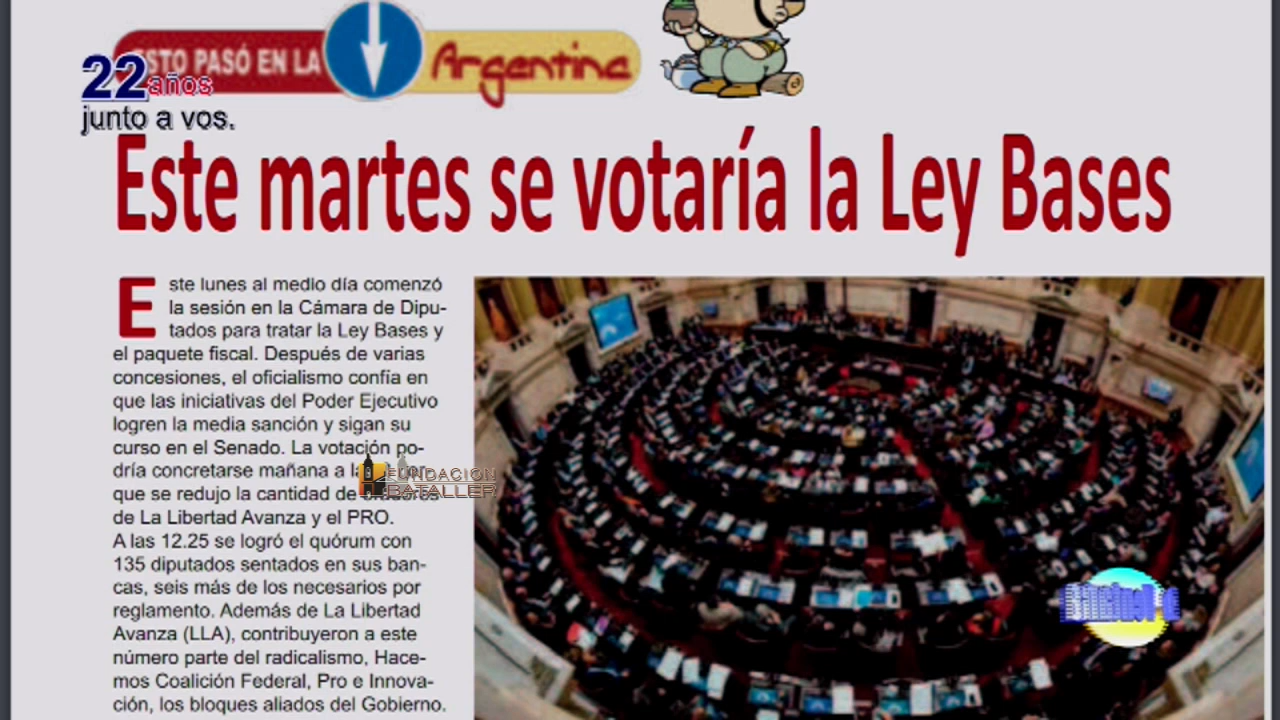 ESTO PASÓ EN LA
Argentina
22 años
junto a vos.
Este martes se votaría la Ley Bases
Este lunes al medio día comenzó
la sesión en la Cámara de Dipu-
tados para tratar la Ley Bases y
el paquete fiscal. Después de varias
concesiones, el oficialismo confía en
que las iniciativas del Poder Ejecutivo
logren la media sanción y sigan su
curso en el Senado. La votación po-
dría concretarse mañana a la
que se redujo la cantidad de
de La Libertad Avanza y el PRO.
A las 12.25 se logró el quórum con
135 diputados sentados en sus ban-
cas, seis más de los necesarios por
reglamento. Además de La Libertad
Avanza (LLA), contribuyeron a este
número parte del radicalismo, Hace-
mos Coalición Federal, Pro e Innova-
ción, los bloques aliados del Gobierno.
FUNDACION
BATALLER